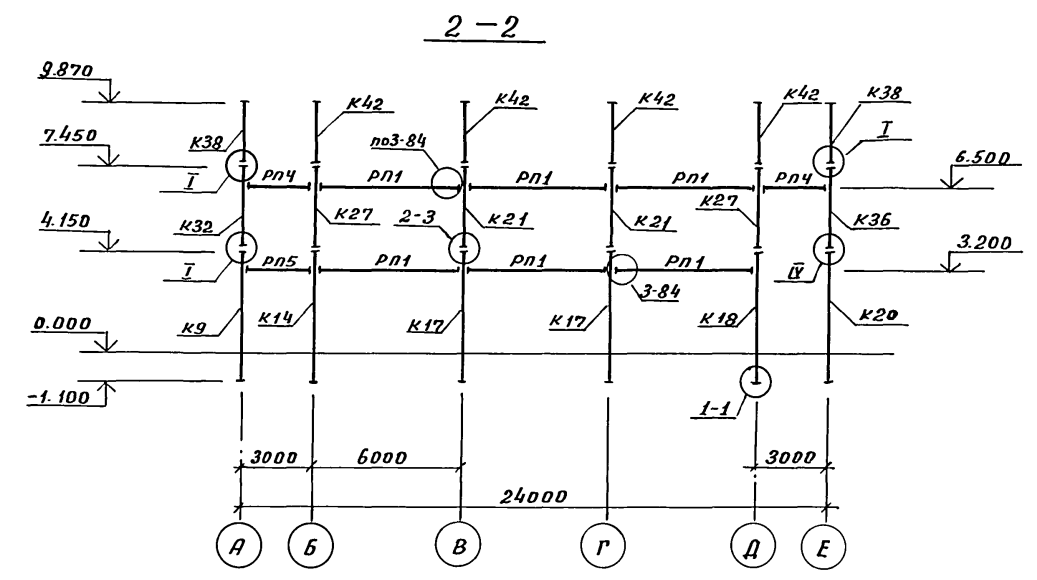 2-2
9.870
К42
К42
К42
К42
К38
К38
I
7.450
по3-84
6.500
I
Рп4
Рп1
Рп1
Рп1
Рп4
К27
4.150
К32
К27
2-3
К21
К21
К36
3.200
I
Рп5
Рп1
Рп1
Рп1
IV
3-84
0.000
К9
К14
К17
К17
К18
К20
-1.100
1-1
3000
6000
3000
24000
А
Б
В
Г
Д
Е